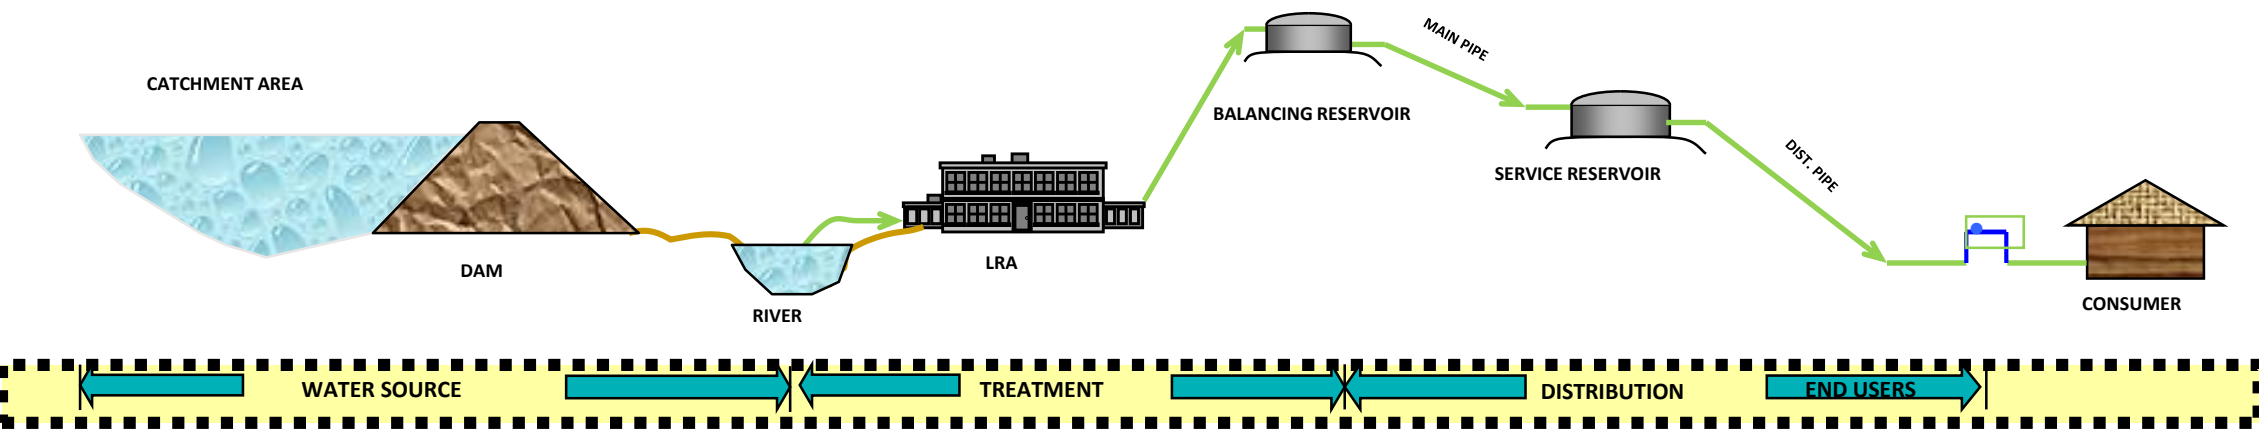 CATCHMENT AREA
DAM
RIVER
LRA
BALANCING RESERVOIR
MAIN PIPE
SERVICE RESERVOIR
DIST. PIPE
CONSUMER
WATER SOURCE
TREATMENT
DISTRIBUTION
END USERS